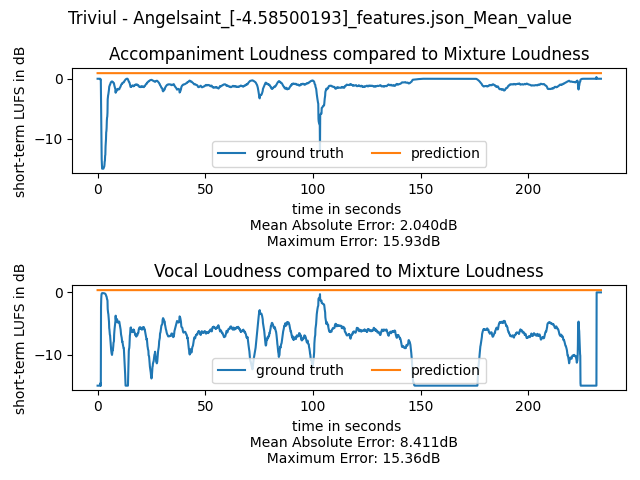 Triviul - Angelsaint_[-4.58500193]_features.json_Mean_value
Accompaniment Loudness compared to Mixture Loudness
short-term LUFS in dB
0
−10
ground truth
prediction
0
50
100
150
200
time in seconds
Mean Absolute Error: 2.040dB
Maximum Error: 15.93dB
Vocal Loudness compared to Mixture Loudness
short-term LUFS in dB
0
−10
ground truth
prediction
0
50
100
150
200
time in seconds
Mean Absolute Error: 8.411dB
Maximum Error: 15.36dB